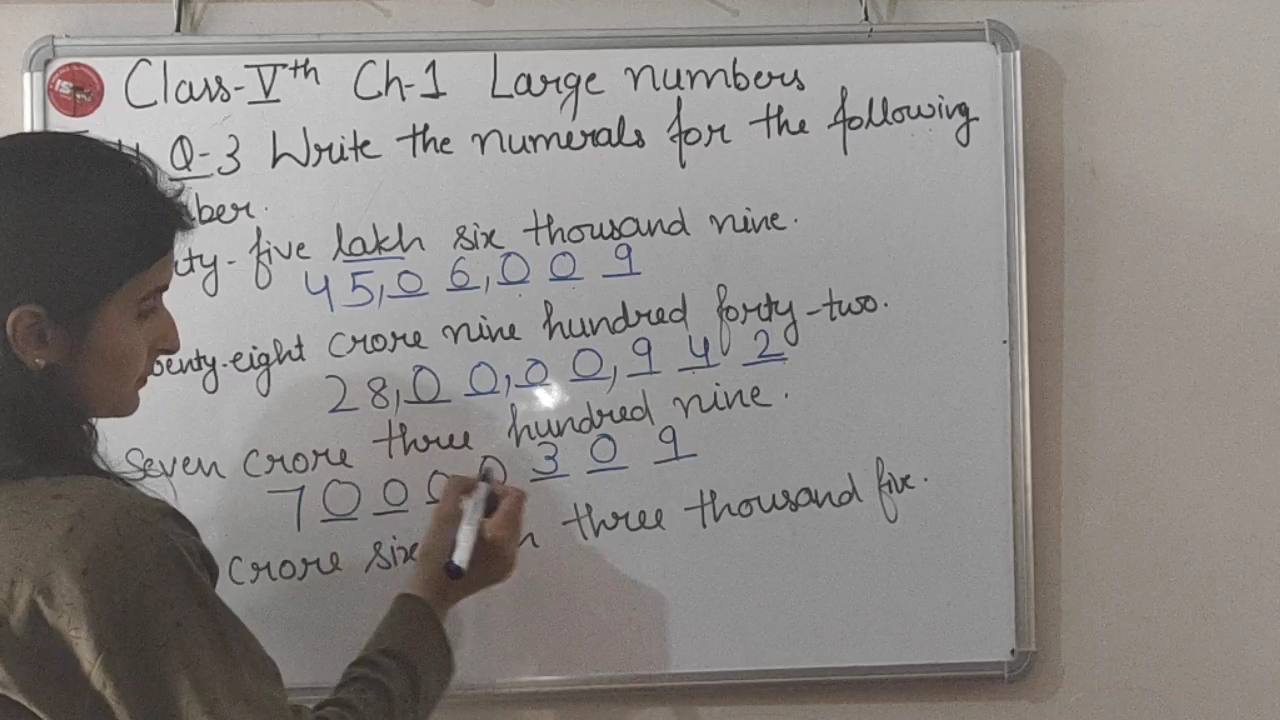 Class-Vth Ch-1 Large numbers
Q-3 Write the numerals for the following
ber.
ty-five lakh six thousand nine.
45,06,009
enty-eight crore nine hundred forty-two.
28,00,00,942
Seven crore three hundred nine.
70000309
crore six three thousand five.